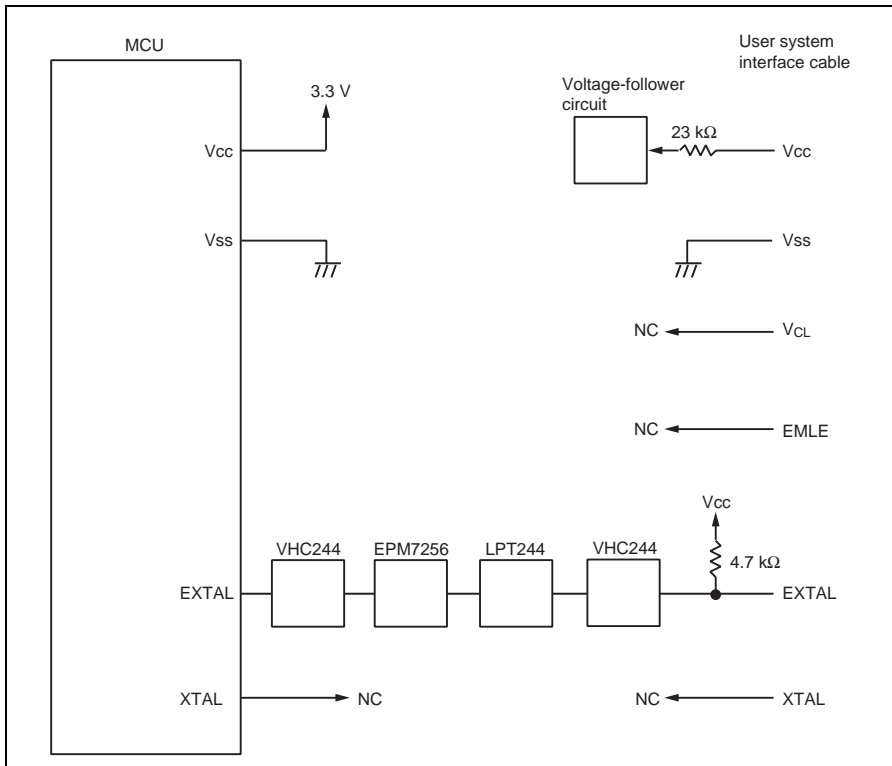 MCU
User system
interface cable
3.3 V
Voltage-follower
circuit
23 kΩ
Vcc
Vcc
Vss
Vss
NC
VCL
NC
EMLE
Vcc
VHC244
EPM7256
LPT244
VHC244
4.7 kΩ
EXTAL
EXTAL
XTAL
NC
NC
XTAL